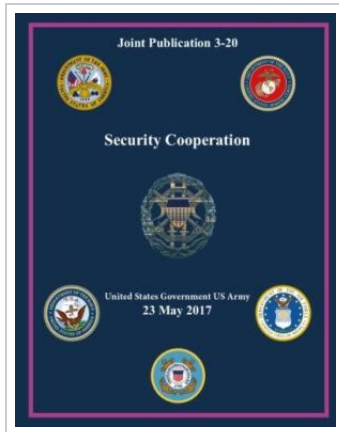 Joint Publication 3-20
Security Cooperation
United States Government US Army
23 May 2017